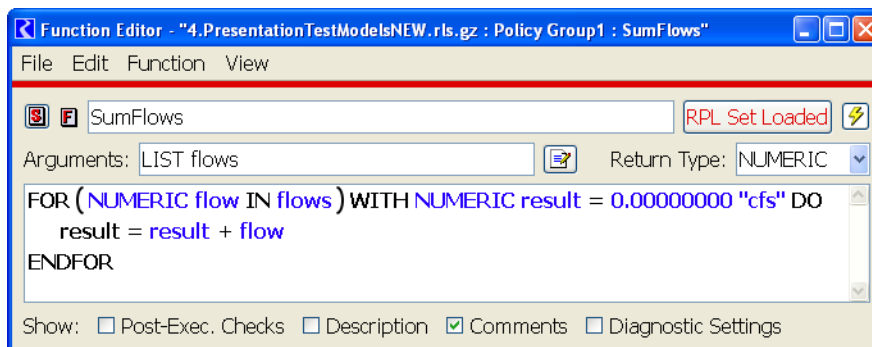 Function Editor - "4.PresentationTestModelsNEW.rls.gz : Policy Group1 : SumFlows"
File Edit Function View
S F SumFlows RPL Set Loaded
Arguments: LIST flows Return Type: NUMERIC
FOR ( NUMERIC flow IN flows ) WITH NUMERIC result = 0.00000000 "cfs" DO
result = result + flow
ENDFOR
Show: Post-Exec. Checks Description Comments Diagnostic Settings